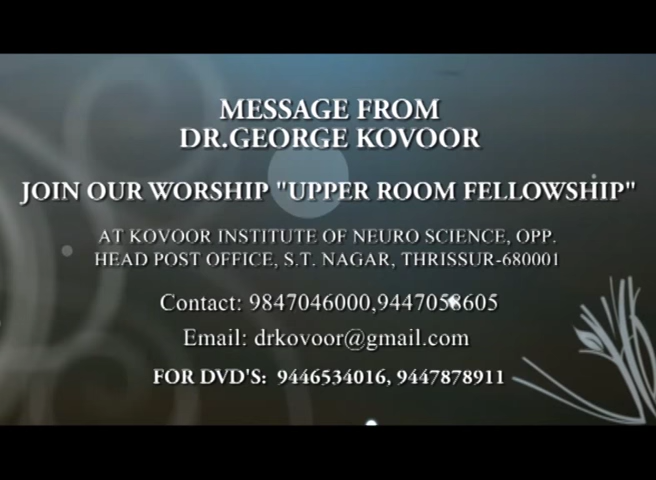 MESSAGE FROM
DR.GEORGE KOVOOR
JOIN OUR WORSHIP "UPPER ROOM FELLOWSHIP"
AT KOVOOR INSTITUTE OF NEURO SCIENCE, OPP.
HEAD POST OFFICE, S.T. NAGAR, THRISSUR-680001
Contact: 9847046000,9447058605
Email: drkovoor@gmail.com
FOR DVD'S: 9446534016, 9447878911